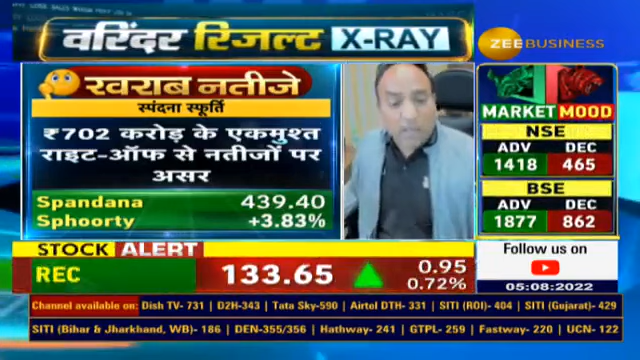 वरिंदर रिजल्ट X-RAY
ZEE BUSINESS
खराब नतीजे
स्पंदना स्फूर्ति
₹702 करोड़ के एकमुश्त
राइट-ऑफ से नतीजों पर
असर
Spandana 439.40
Sphoorty +3.83%
MARKET MOOD
NSE
ADV DEC
1418 465
BSE
ADV DEC
1877 862
STOCK ALERT
REC 133.65 0.95
0.72%
Follow us on
05:08:2022
Channel available on: Dish TV- 731 | D2H-343 | Tata Sky-590 | Airtel DTH- 331 | SITI (ROI)- 404 | SITI (Gujarat)- 429
SITI (Bihar & Jharkhand, WB)- 186 | DEN-355/356 | Hathway- 241 | GTPL- 259 | Fastway- 220 | UCN- 122